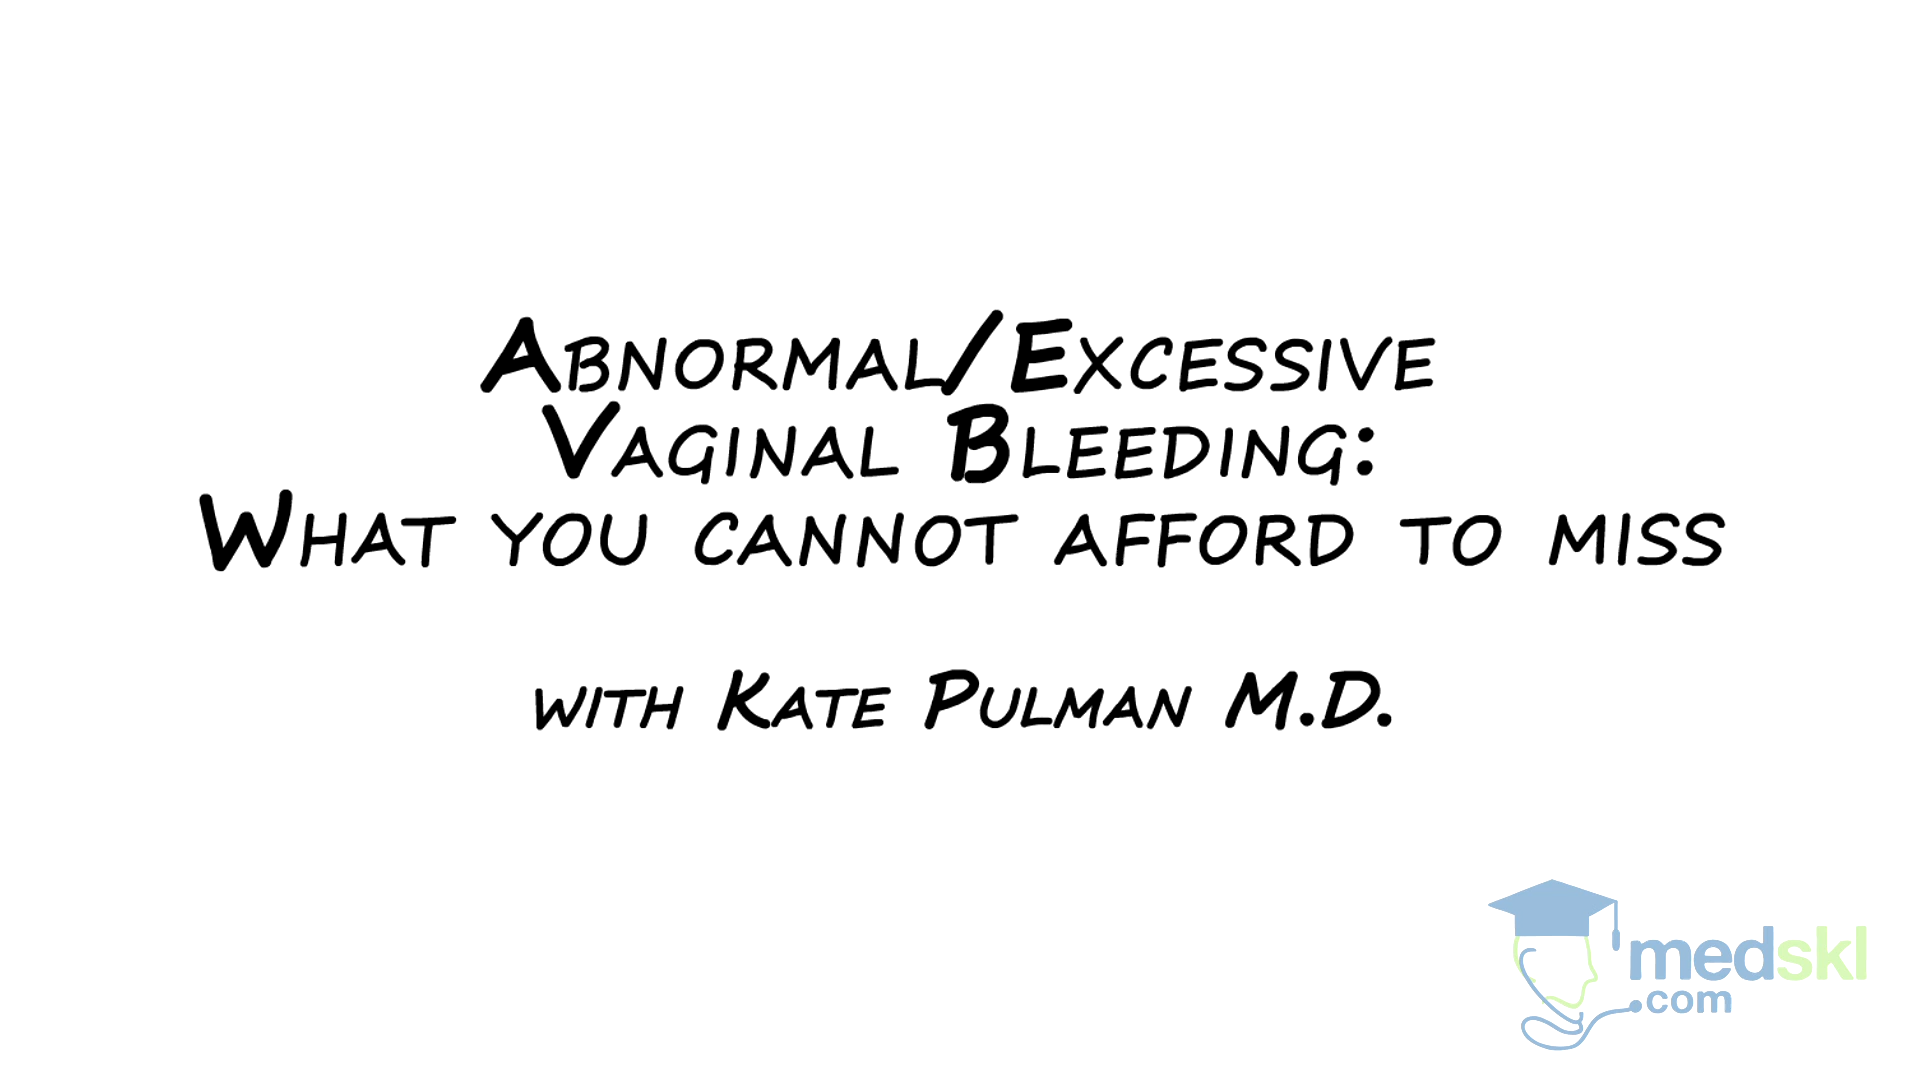 Abnormal/Excessive
Vaginal Bleeding:
What you cannot afford to miss
with Kate Pulman M.D.
medskl
.com